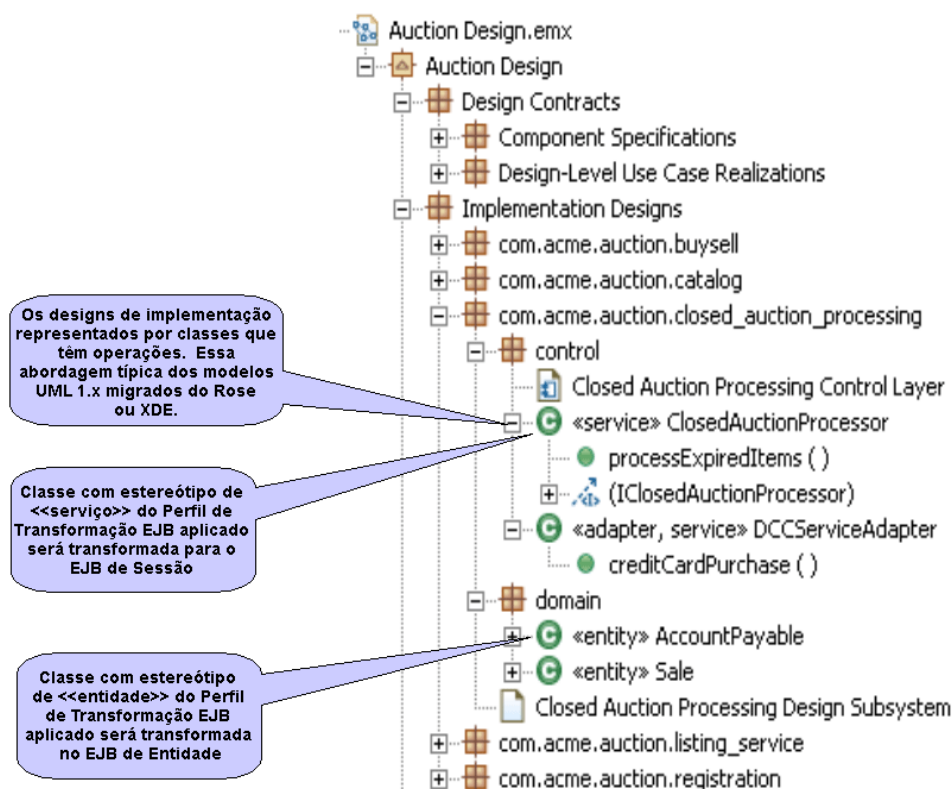 Auction Design.emx
Auction Design
Design Contracts
Component Specifications
Design-Level Use Case Realizations
Implementation Designs
com.acme.auction.buysell
com.acme.auction.catalog
com.acme.auction.closed_auction_processing
control
Closed Auction Processing Control Layer
«service» ClosedAuctionProcessor
processExpiredItems ( )
(IClosedAuctionProcessor)
«adapter, service» DCCServiceAdapter
creditCardPurchase ( )
domain
«entity» AccountPayable
«entity» Sale
Closed Auction Processing Design Subsystem
com.acme.auction.listing_service
com.acme.auction.registration
Os designs de implementação
representados por classes que
têm operações. Essa
abordagem típica dos modelos
UML 1.x migrados do Rose
ou XDE.
Classe com estereótipo de
<<serviço>> do Perfil de
Transformação EJB aplicado
será transformada para o
EJB de Sessão
Classe com estereótipo
de <<entidade>> do Perfil
de Transformação EJB
aplicado será transformada
no EJB de Entidade